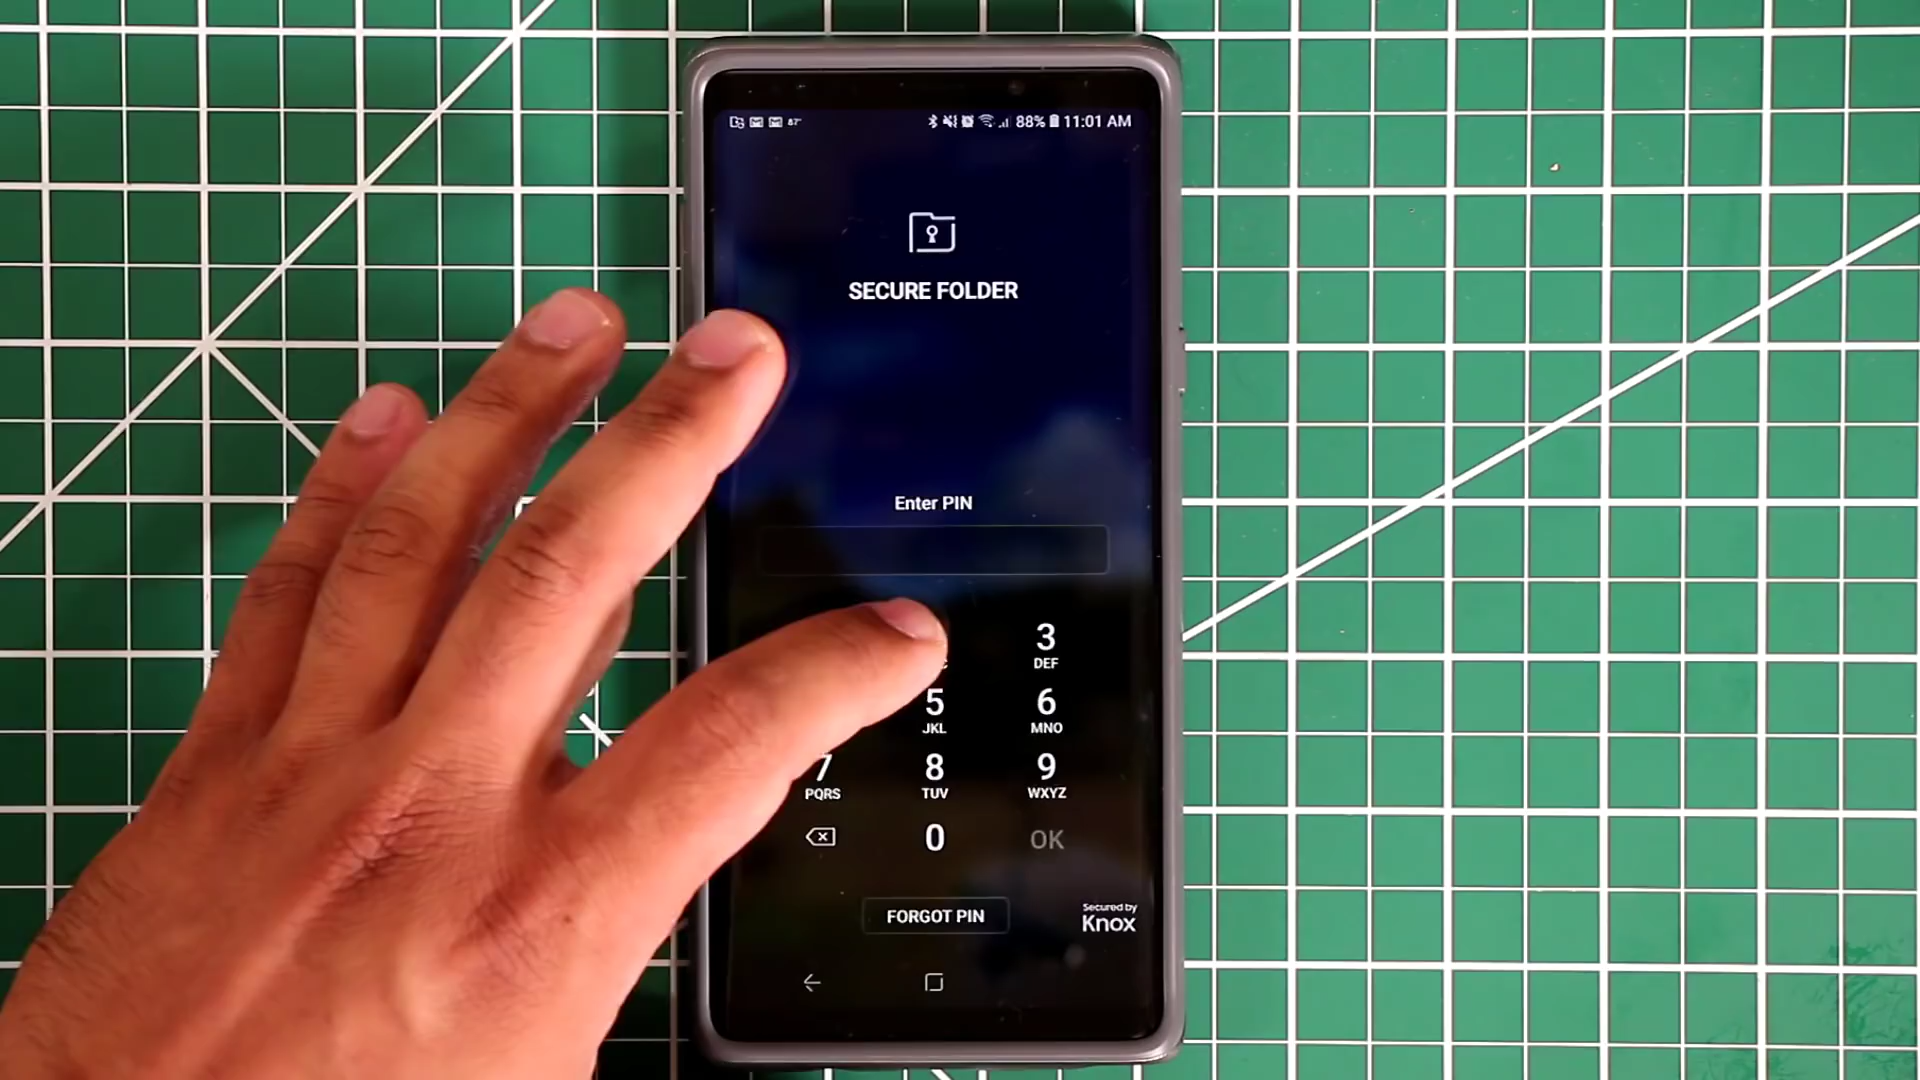 87° 88% 11:01 AM
SECURE FOLDER
Enter PIN
3
DEF
5 6
JKL MNO
7 8 9
PQRS TUV WXYZ
0 OK
FORGOT PIN
Secured by
Knox